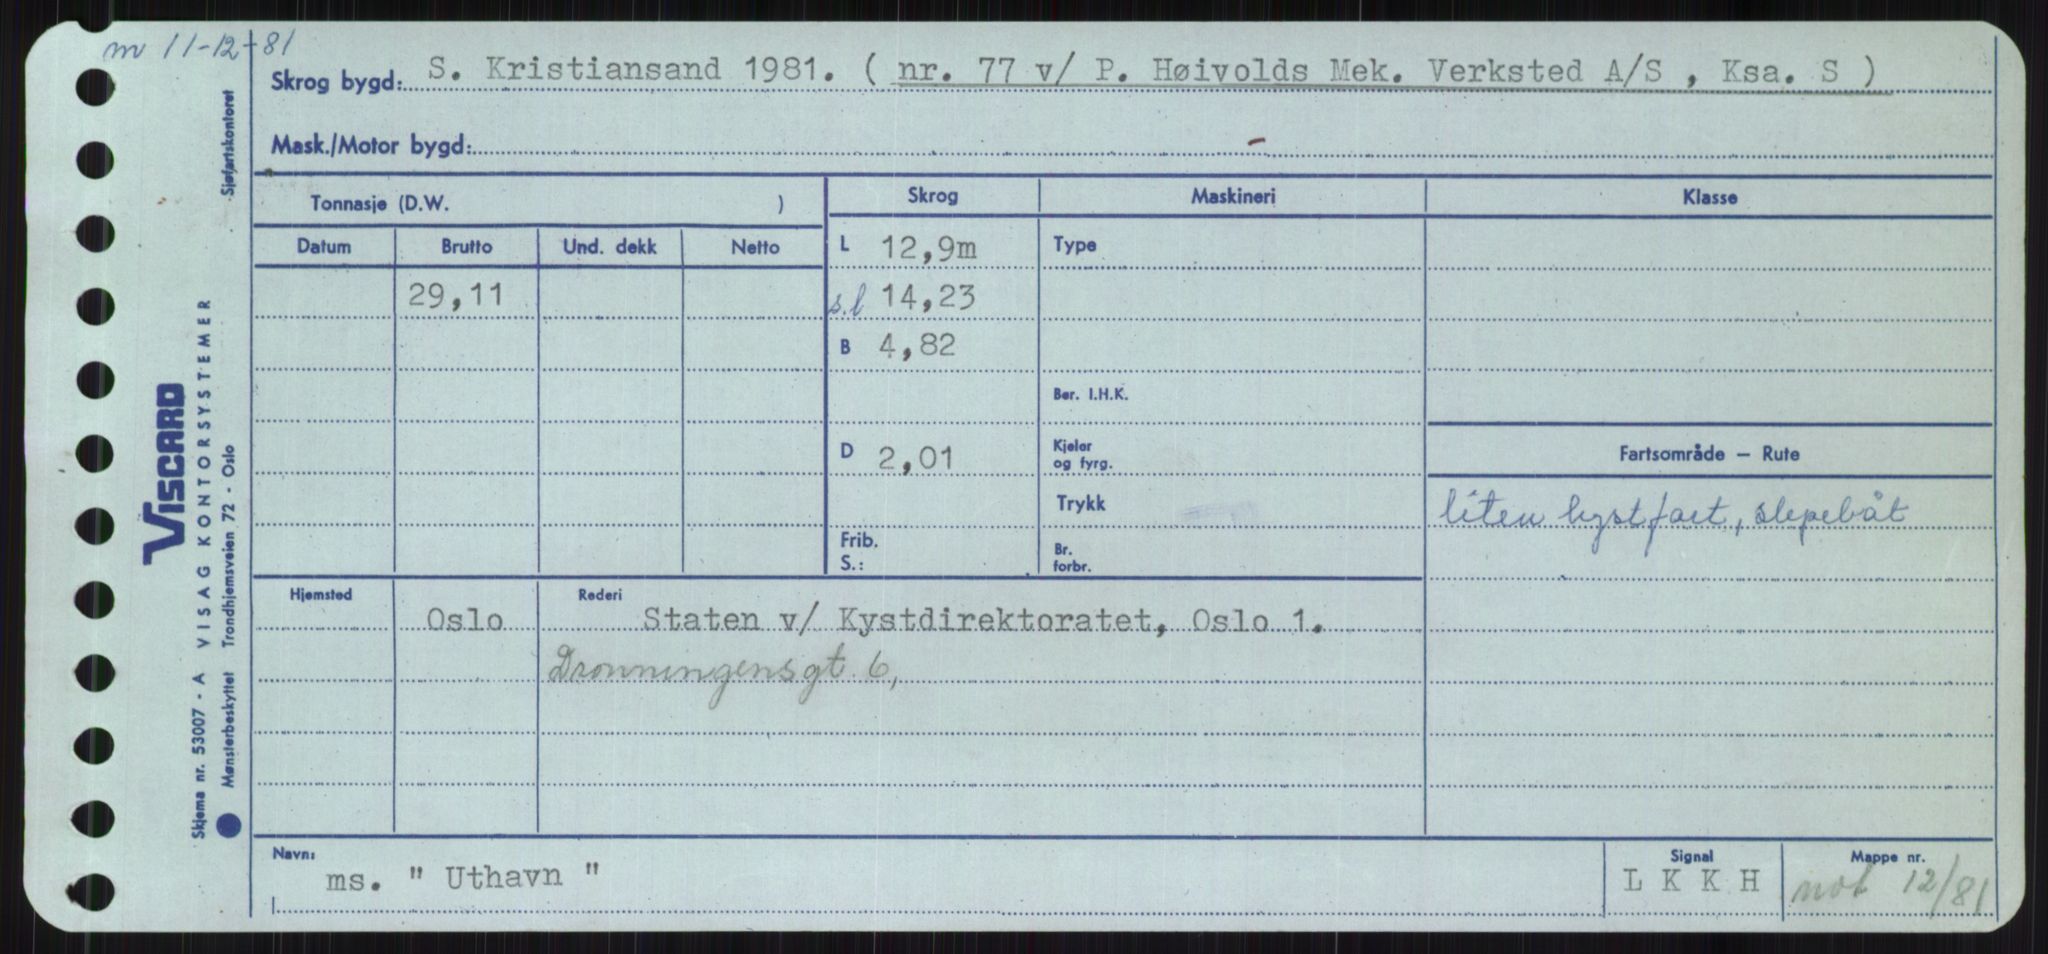 m 11-12-81
Skrog bygd: S. Kristiansand 1981. ( nr. 77 v/ P. Høivolds Mek. Verksted A/S , Ksa. S )
Mask./Motor bygd: -
Tonnasje (D.W. )
Skrog Maskineri Klasse
Datum Brutto Und. dekk Netto
L 12,9m Type
29,11 s.l 14,23
B 4,82
Ber. I.H.K.
D 2,01 Kjeler og fyrg.
Fartsområde — Rute
Trykk
liten kystfart, slepebåt
Frib.
S.:
Br. forbr.
Hjemsted Rederi
Oslo Staten v/ Kystdirektoratet, Oslo 1.
Dronningensgt. 6,
Navn: ms. " Uthavn "
Signal L K K H
Mappe nr. not 12/81
VISCARD
VISAG KONTORSYSTEMER
Skjema nr. 53007 - A
Mønsterbeskyttet Trondhjemsveien 72 - Oslo
Sjøfartskontoret